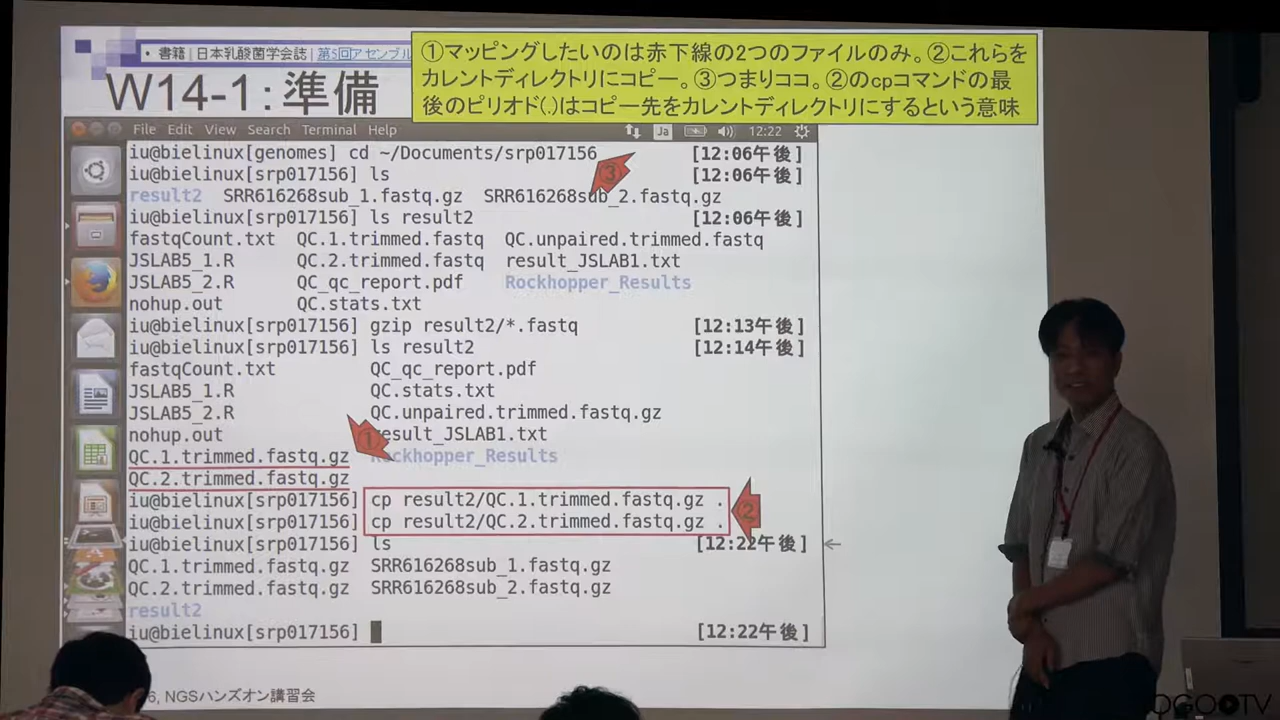 • 書籍 | 日本乳酸菌学会誌 | 第5回アセンブル
W14-1：準備
①マッピングしたいのは赤下線の2つのファイルのみ。②これらを
カレントディレクトリにコピー。③つまりココ。②のcpコマンドの最
後のピリオド(.)はコピー先をカレントディレクトリにするという意味
File Edit View Search Terminal Help Ja 12:22
iu@bielinux[genomes] cd ~/Documents/srp017156 [12:06午後]
③
iu@bielinux[srp017156] ls [12:06午後]
result2 SRR616268sub_1.fastq.gz SRR616268sub_2.fastq.gz
iu@bielinux[srp017156] ls result2 [12:06午後]
fastqCount.txt QC.1.trimmed.fastq QC.unpaired.trimmed.fastq
JSLAB5_1.R QC.2.trimmed.fastq result_JSLAB1.txt
JSLAB5_2.R QC_qc_report.pdf Rockhopper_Results
nohup.out QC.stats.txt
iu@bielinux[srp017156] gzip result2/*.fastq [12:13午後]
iu@bielinux[srp017156] ls result2 [12:14午後]
fastqCount.txt QC_qc_report.pdf
JSLAB5_1.R QC.stats.txt
JSLAB5_2.R QC.unpaired.trimmed.fastq.gz
nohup.out result_JSLAB1.txt
①
QC.1.trimmed.fastq.gz Rockhopper_Results
QC.2.trimmed.fastq.gz
iu@bielinux[srp017156] cp result2/QC.1.trimmed.fastq.gz .
②
iu@bielinux[srp017156] cp result2/QC.2.trimmed.fastq.gz .
iu@bielinux[srp017156] ls [12:22午後]
QC.1.trimmed.fastq.gz SRR616268sub_1.fastq.gz
QC.2.trimmed.fastq.gz SRR616268sub_2.fastq.gz
result2
iu@bielinux[srp017156] [12:22午後]
6, NGSハンズオン講習会
QGOOTV